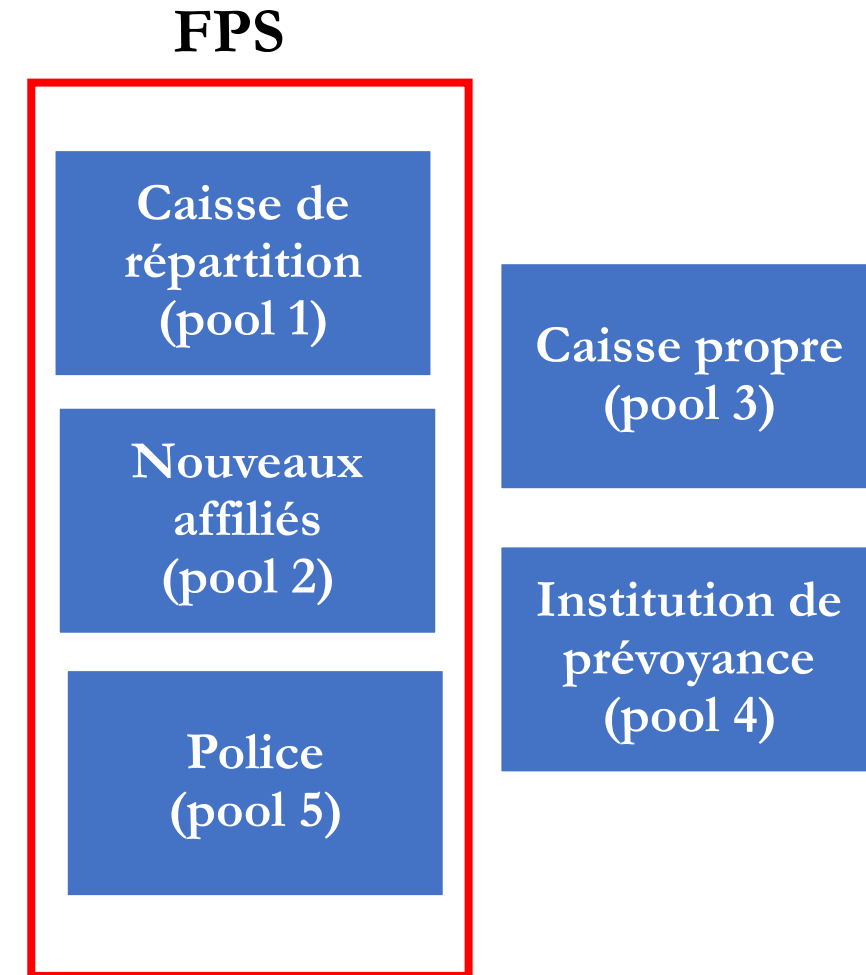 FPS
Caisse de
répartition
(pool 1)
Nouveaux
affiliés
(pool 2)
Police
(pool 5)
Caisse propre
(pool 3)
Institution de
prévoyance
(pool 4)